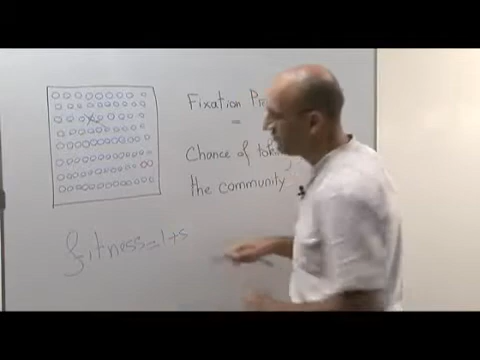 Fixation
=
Chance of
the community
fitness=1+s